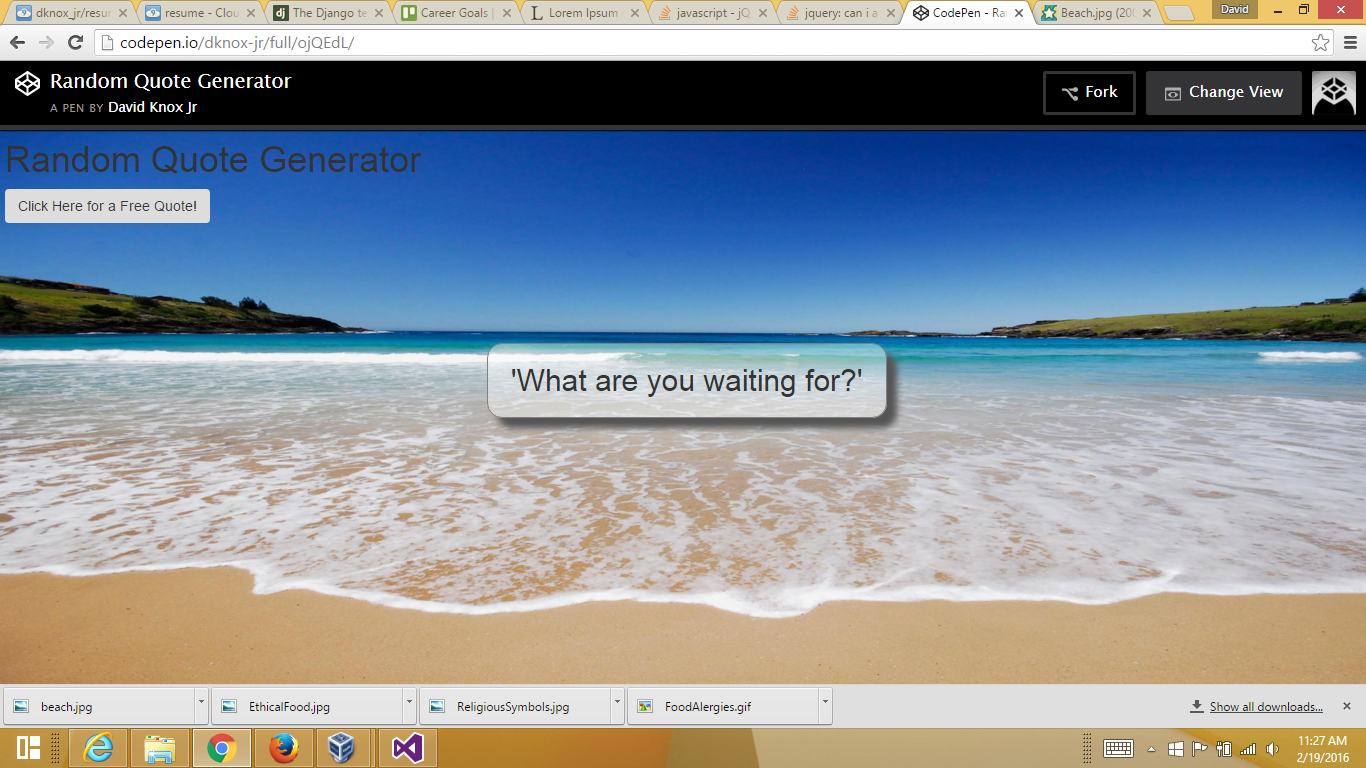 dknox_jr/resur
resume - Clou
The Django te
Career Goals |
Lorem Ipsum
javascript - jQ
jquery: can i a
CodePen - Ra
Beach.jpg (200
David
codepen.io/dknox-jr/full/ojQEdL/
Random Quote Generator
A PEN BY David Knox Jr
Fork
Change View
Random Quote Generator
Click Here for a Free Quote!
'What are you waiting for?'
beach.jpg
EthicalFood.jpg
ReligiousSymbols.jpg
FoodAlergies.gif
Show all downloads...
11:27 AM
2/19/2016